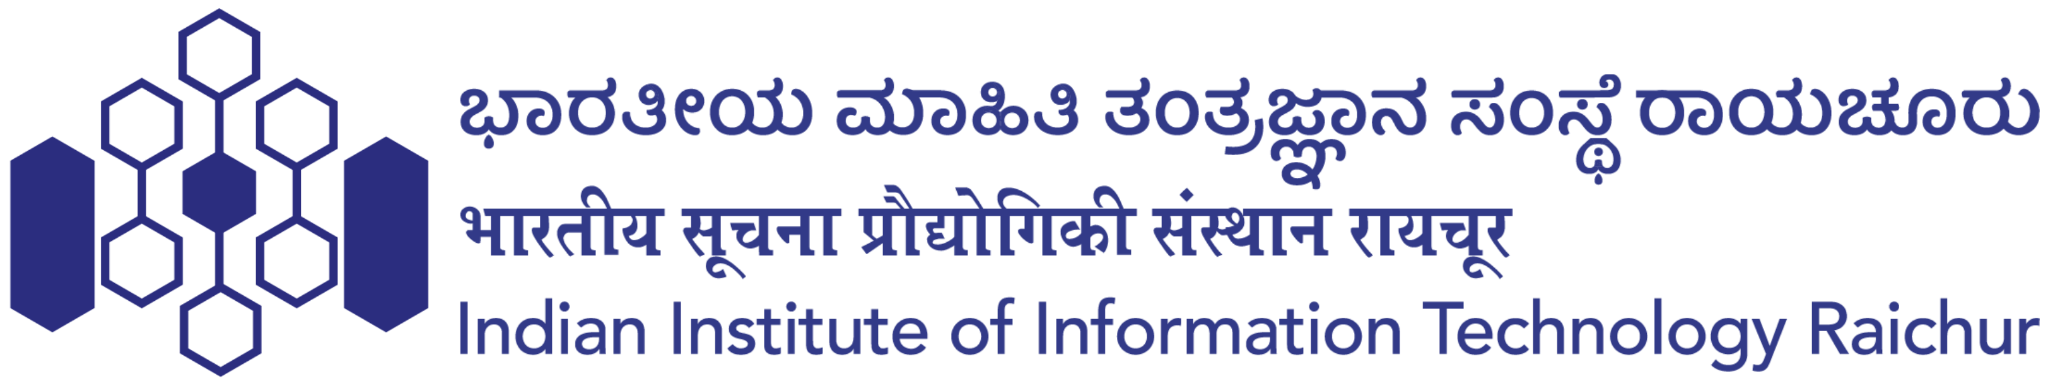 ಭಾರತೀಯ ಮಾಹಿತಿ ತಂತ್ರಜ್ಞಾನ ಸಂಸ್ಥೆ ರಾಯಚೂರು
भारतीय सूचना प्रौद्योगिकी संस्थान रायचूर
Indian Institute of Information Technology Raichur